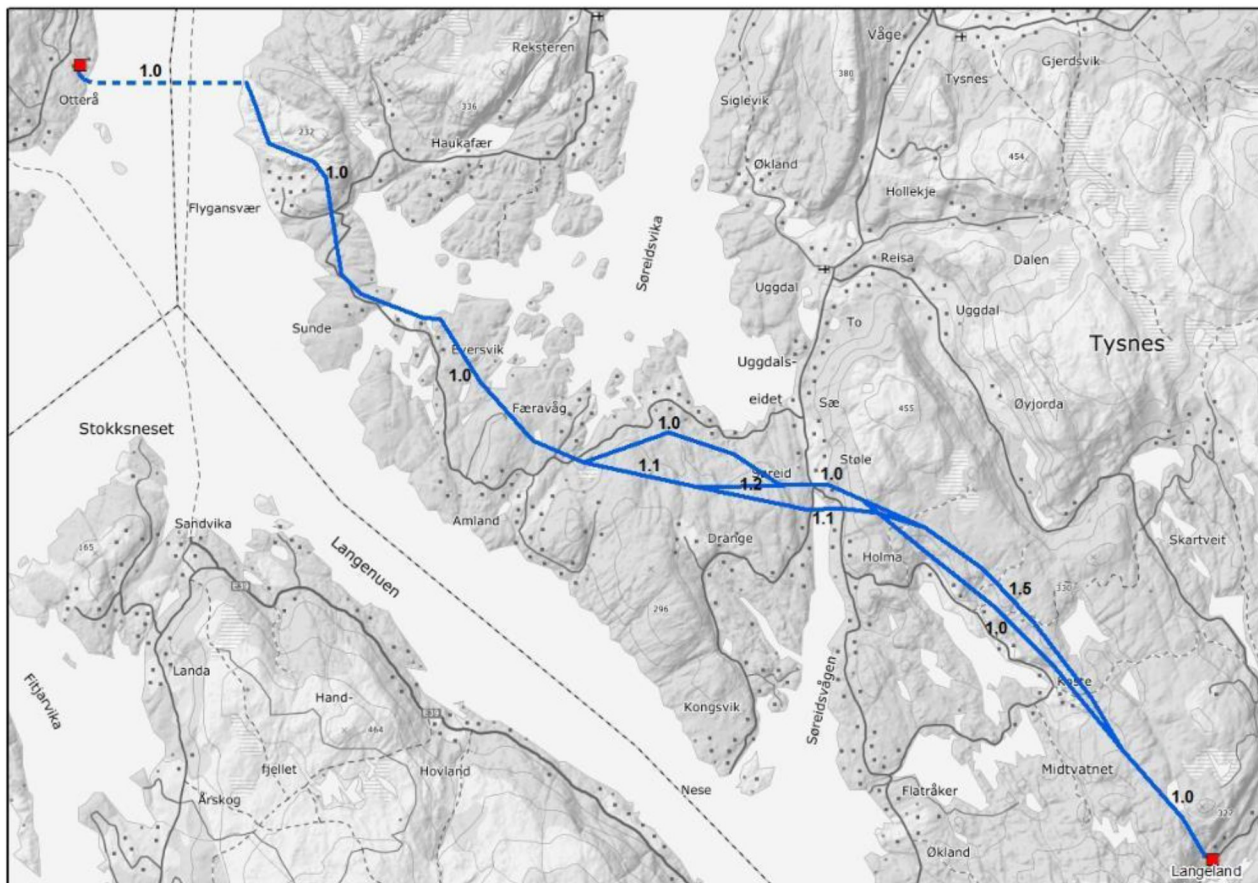 Reksteren
Våge
Gjerdsvik
1.0
Otterå
380
Tysnes
Siglevik
336
232
Haukafær
454
Økland
1.0
Hollekje
Flygansvær
Søreidsvika
Reisa
Dalen
Uggdal
Uggdal
Sunde
To
Tysnes
Eversvik
Uggdals-
1.0
eidet
Sæ
455
Øyjorda
Færavåg
Stokksneset
1.0
Støle
1.1
Søreid
1.0
1.2
Amland
1.1
Sandvika
Drange
Skartveit
165
Langenuen
Holma
330
1.5
296
1.0
Landa
Fitjarvika
Hand-
Søreidsvågen
Kongsvik
464
fjellet
Hovland
Midtvatnet
Nese
Flatråker
1.0
Årskog
322
Økland
Langeland